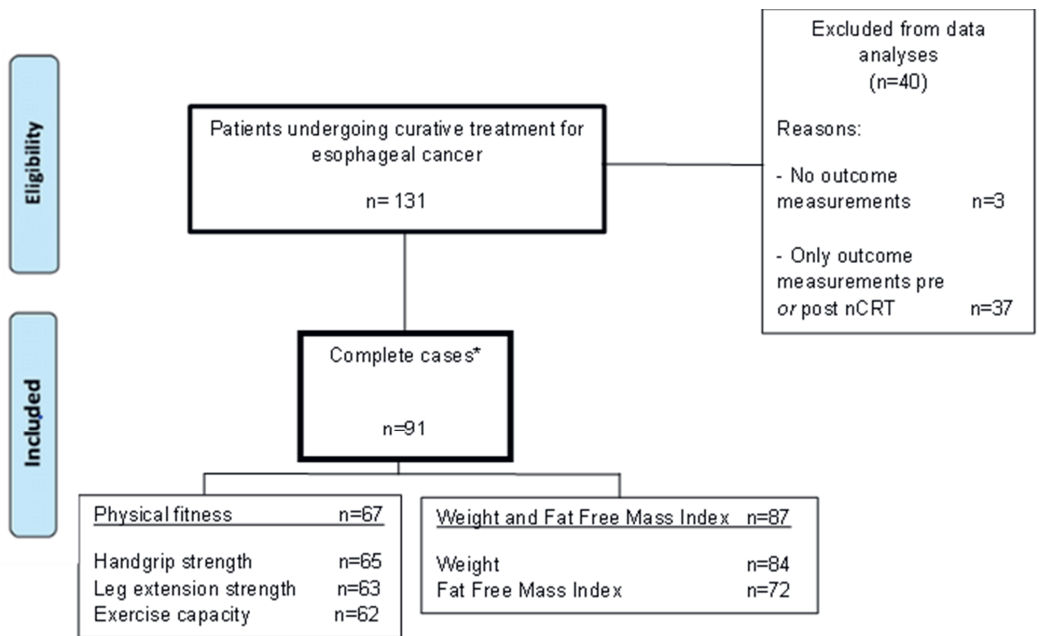 Eligibility
Patients undergoing curative treatment for
esophageal cancer
n= 131
Excluded from data
analyses
(n=40)
Reasons:
- No outcome
measurements n=3
- Only outcome
measurements pre
or post nCRT n=37
Included
Complete cases*
n=91
Physical fitness n=67
Handgrip strength n=65
Leg extension strength n=63
Exercise capacity n=62
Weight and Fat Free Mass Index n=87
Weight n=84
Fat Free Mass Index n=72